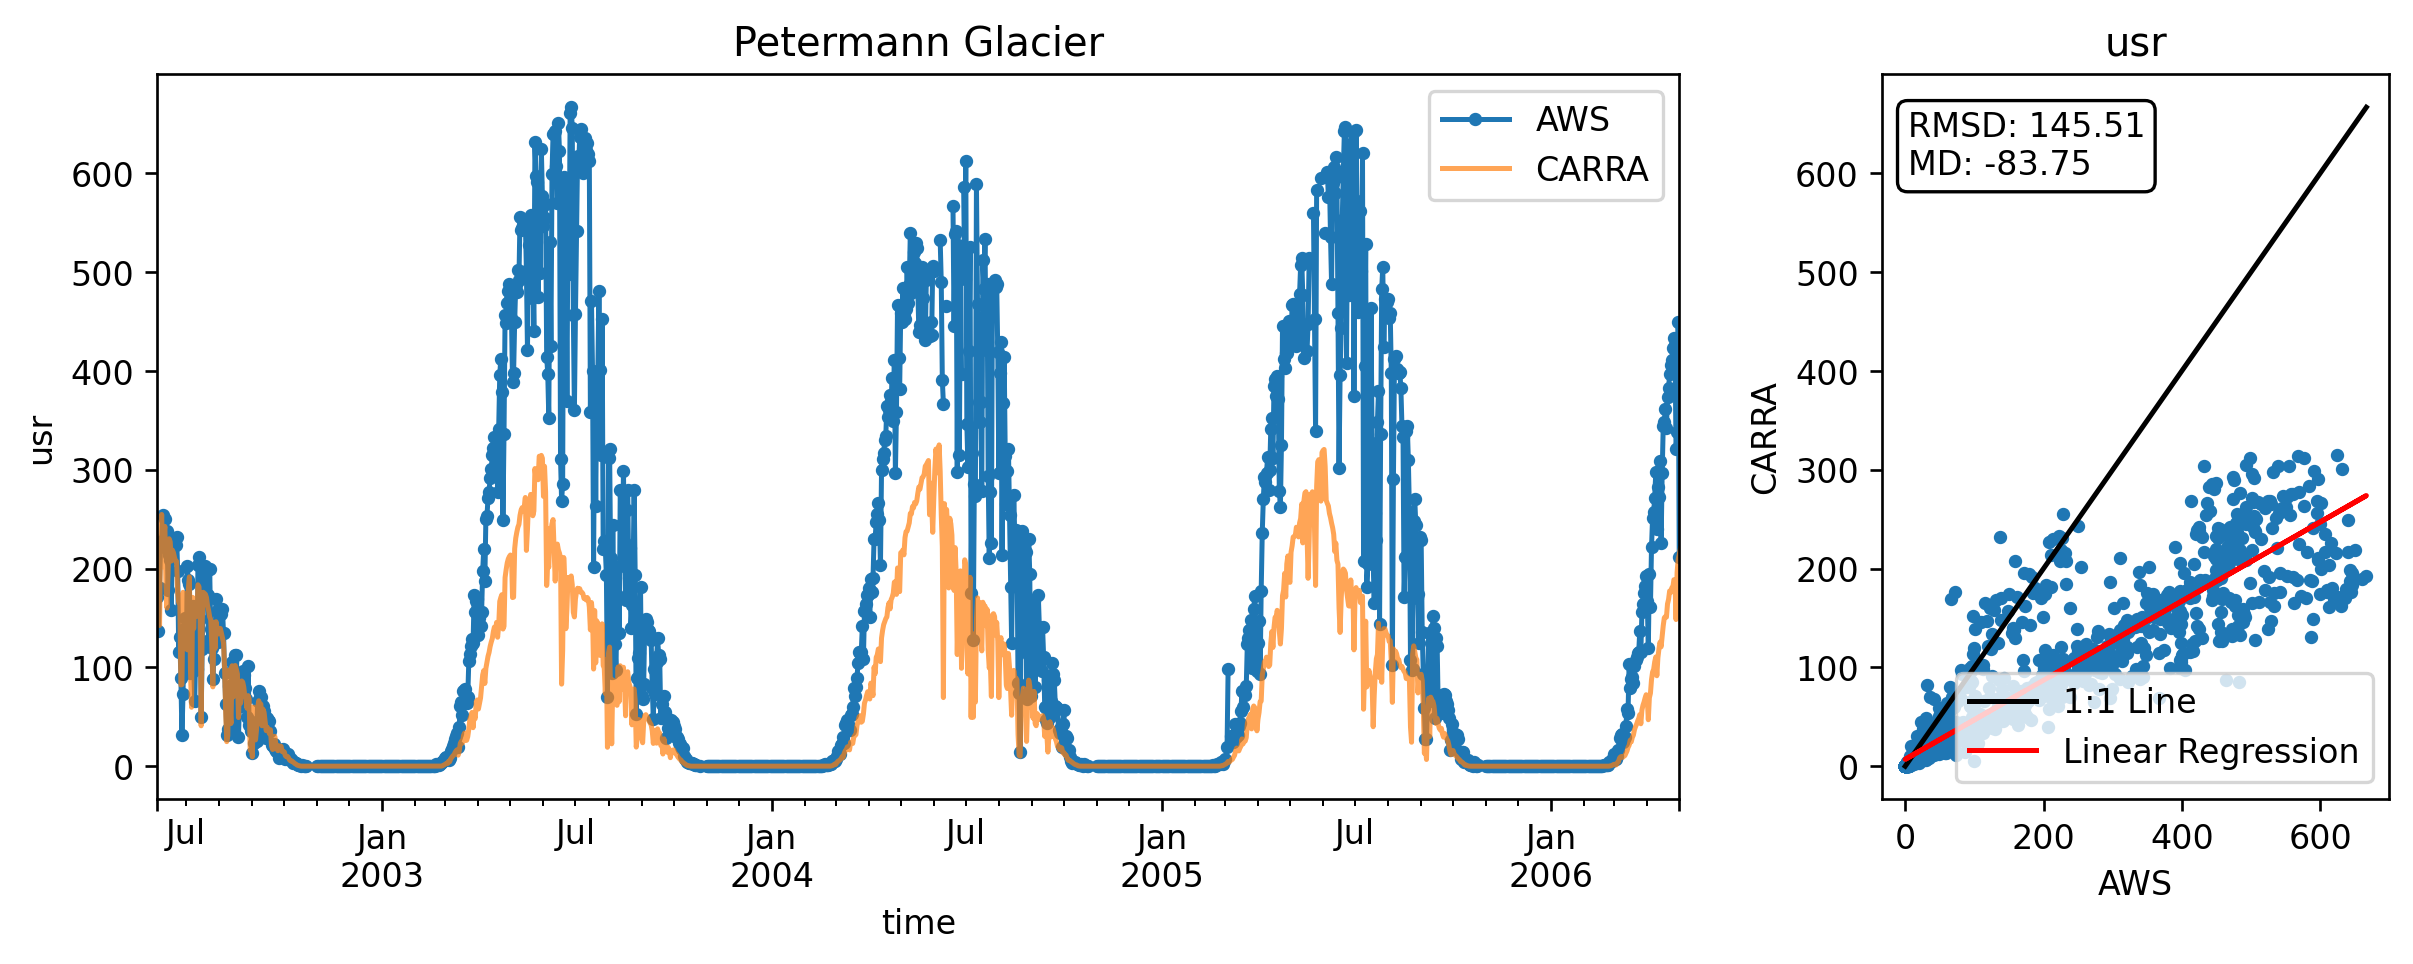 Petermann Glacier
usr
600
500
400
300
200
100
0
AWS
CARRA
Jul
Jan
2003
Jul
Jan
2004
Jul
Jan
2005
Jul
Jan
2006
time
usr
RMSD: 145.51
MD: -83.75
CARRA
600
500
400
300
200
100
0
1:1 Line
Linear Regression
0 200 400 600
AWS